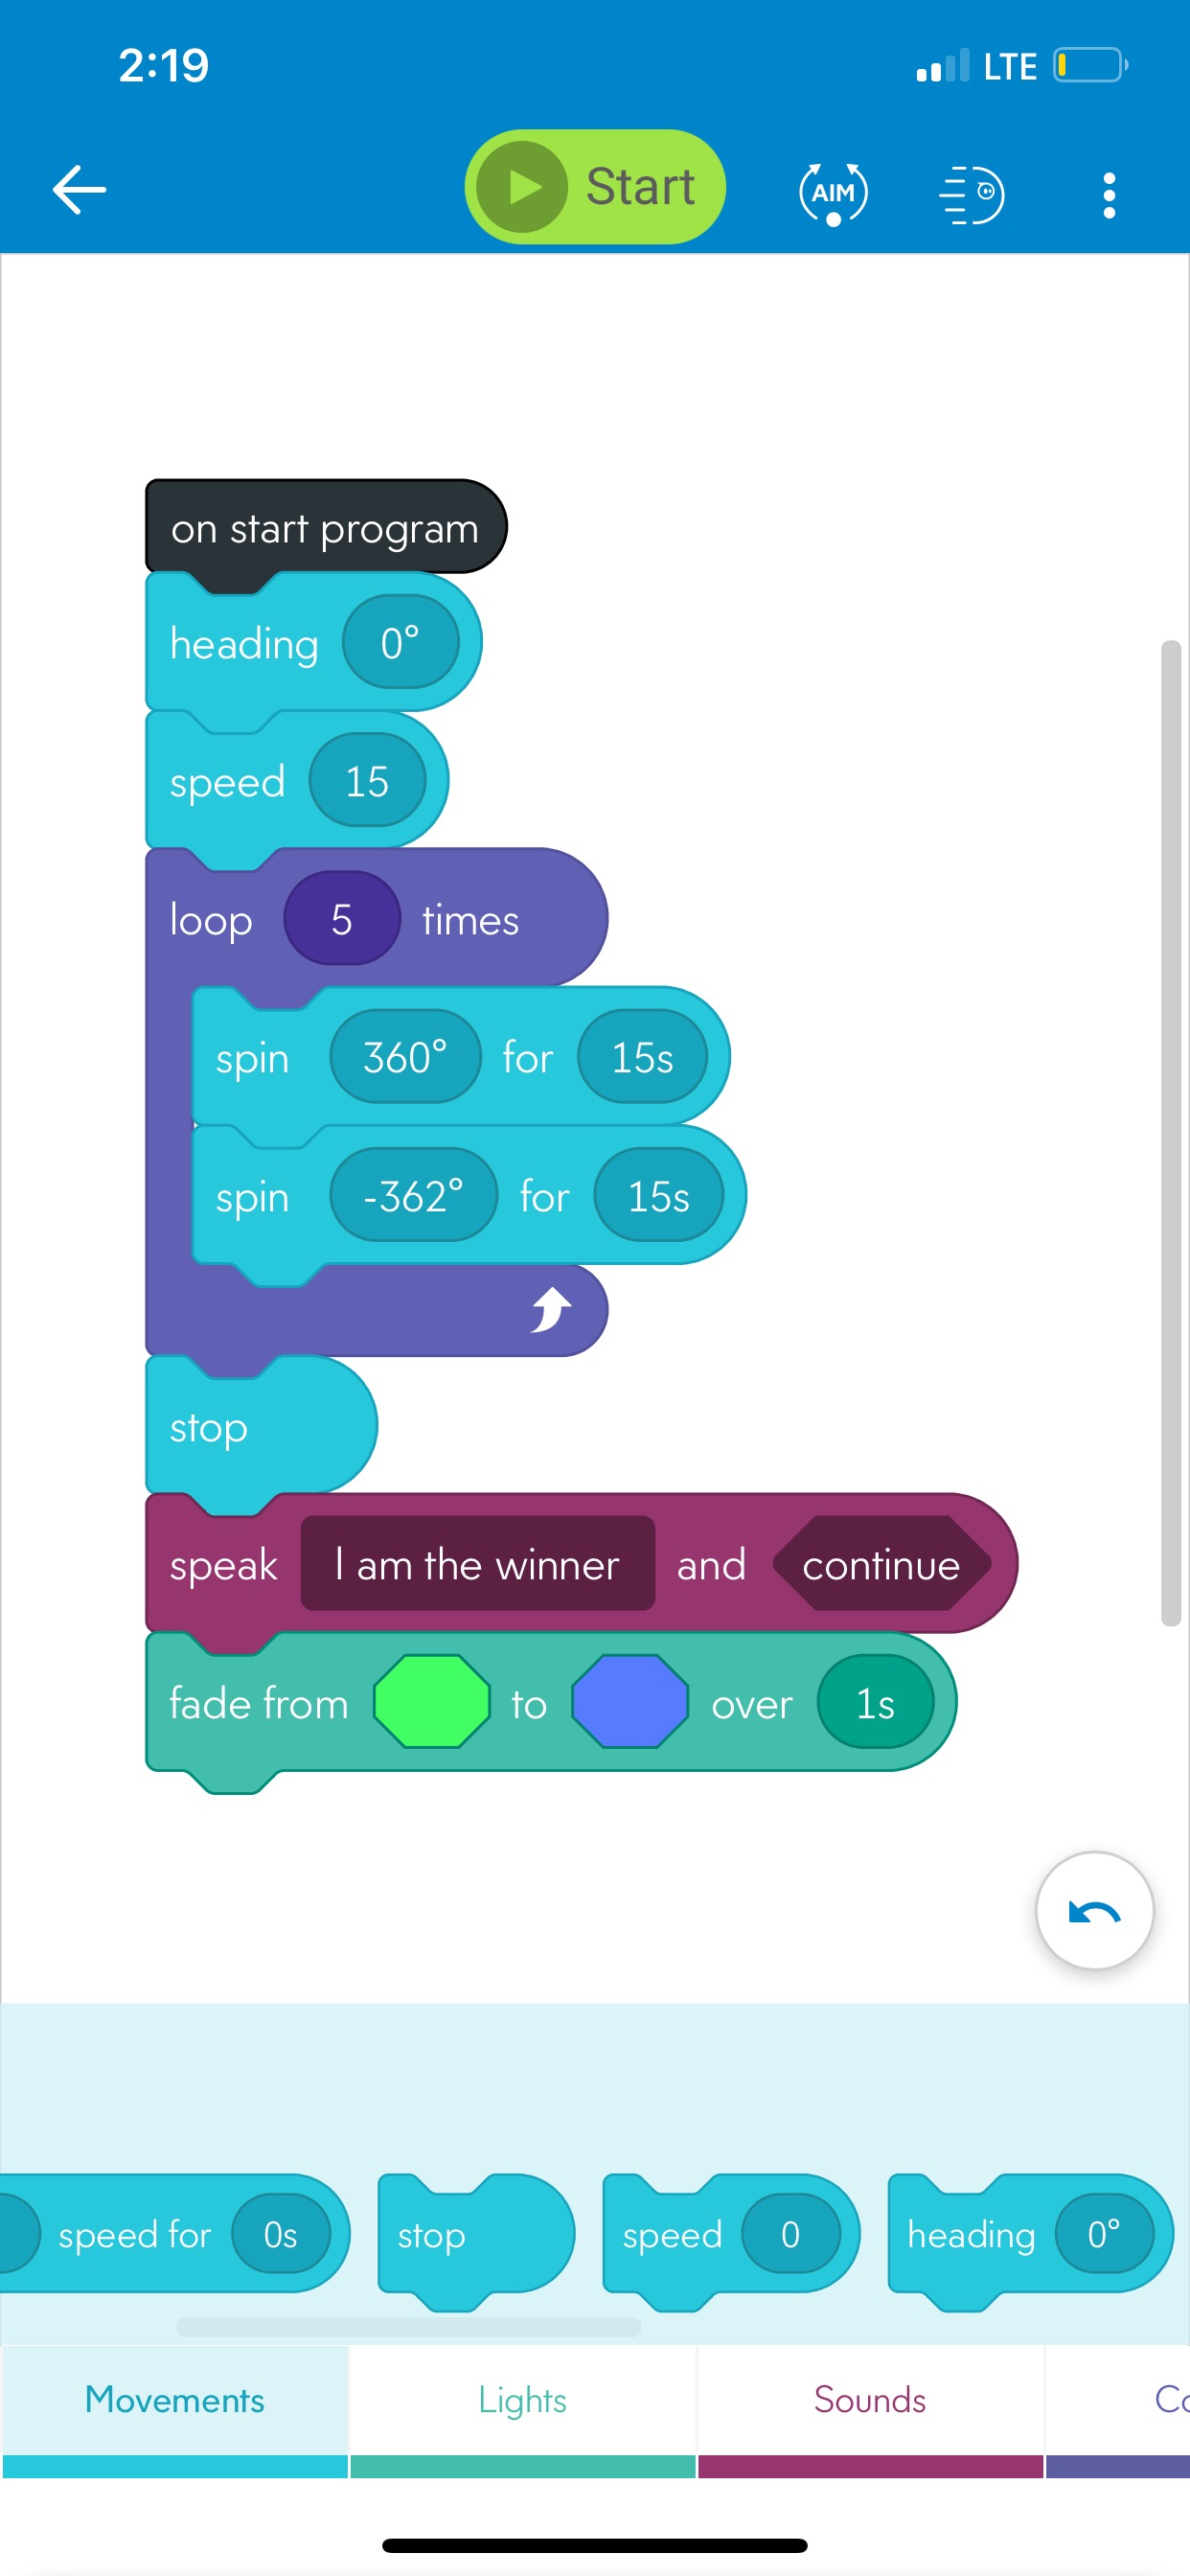 2:19 LTE
Start AIM
on start program
heading 0°
speed 15
loop 5 times
spin 360° for 15s
spin -362° for 15s
stop
speak I am the winner and continue
fade from to over 1s
speed for 0s stop speed 0 heading 0°
Movements Lights Sounds